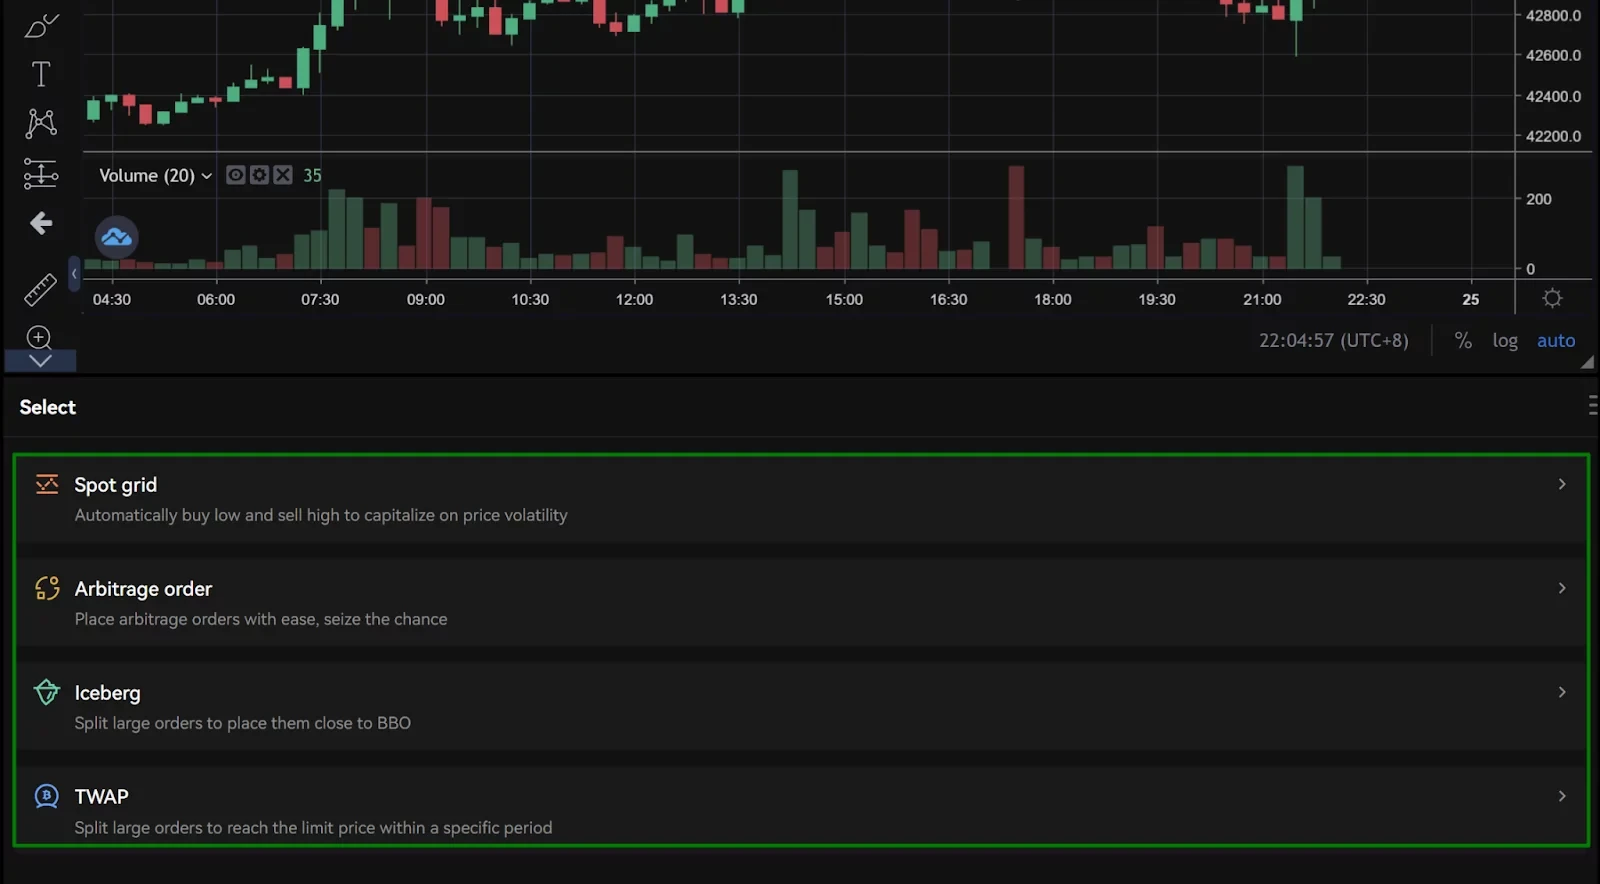 42800.0
42600.0
42400.0
42200.0
Volume (20) 35
200
0
04:30 06:00 07:30 09:00 10:30 12:00 13:30 15:00 16:30 18:00 19:30 21:00 22:30 25
22:04:57 (UTC+8) % log auto
Select
Spot grid
Automatically buy low and sell high to capitalize on price volatility
Arbitrage order
Place arbitrage orders with ease, seize the chance
Iceberg
Split large orders to place them close to BBO
TWAP
Split large orders to reach the limit price within a specific period